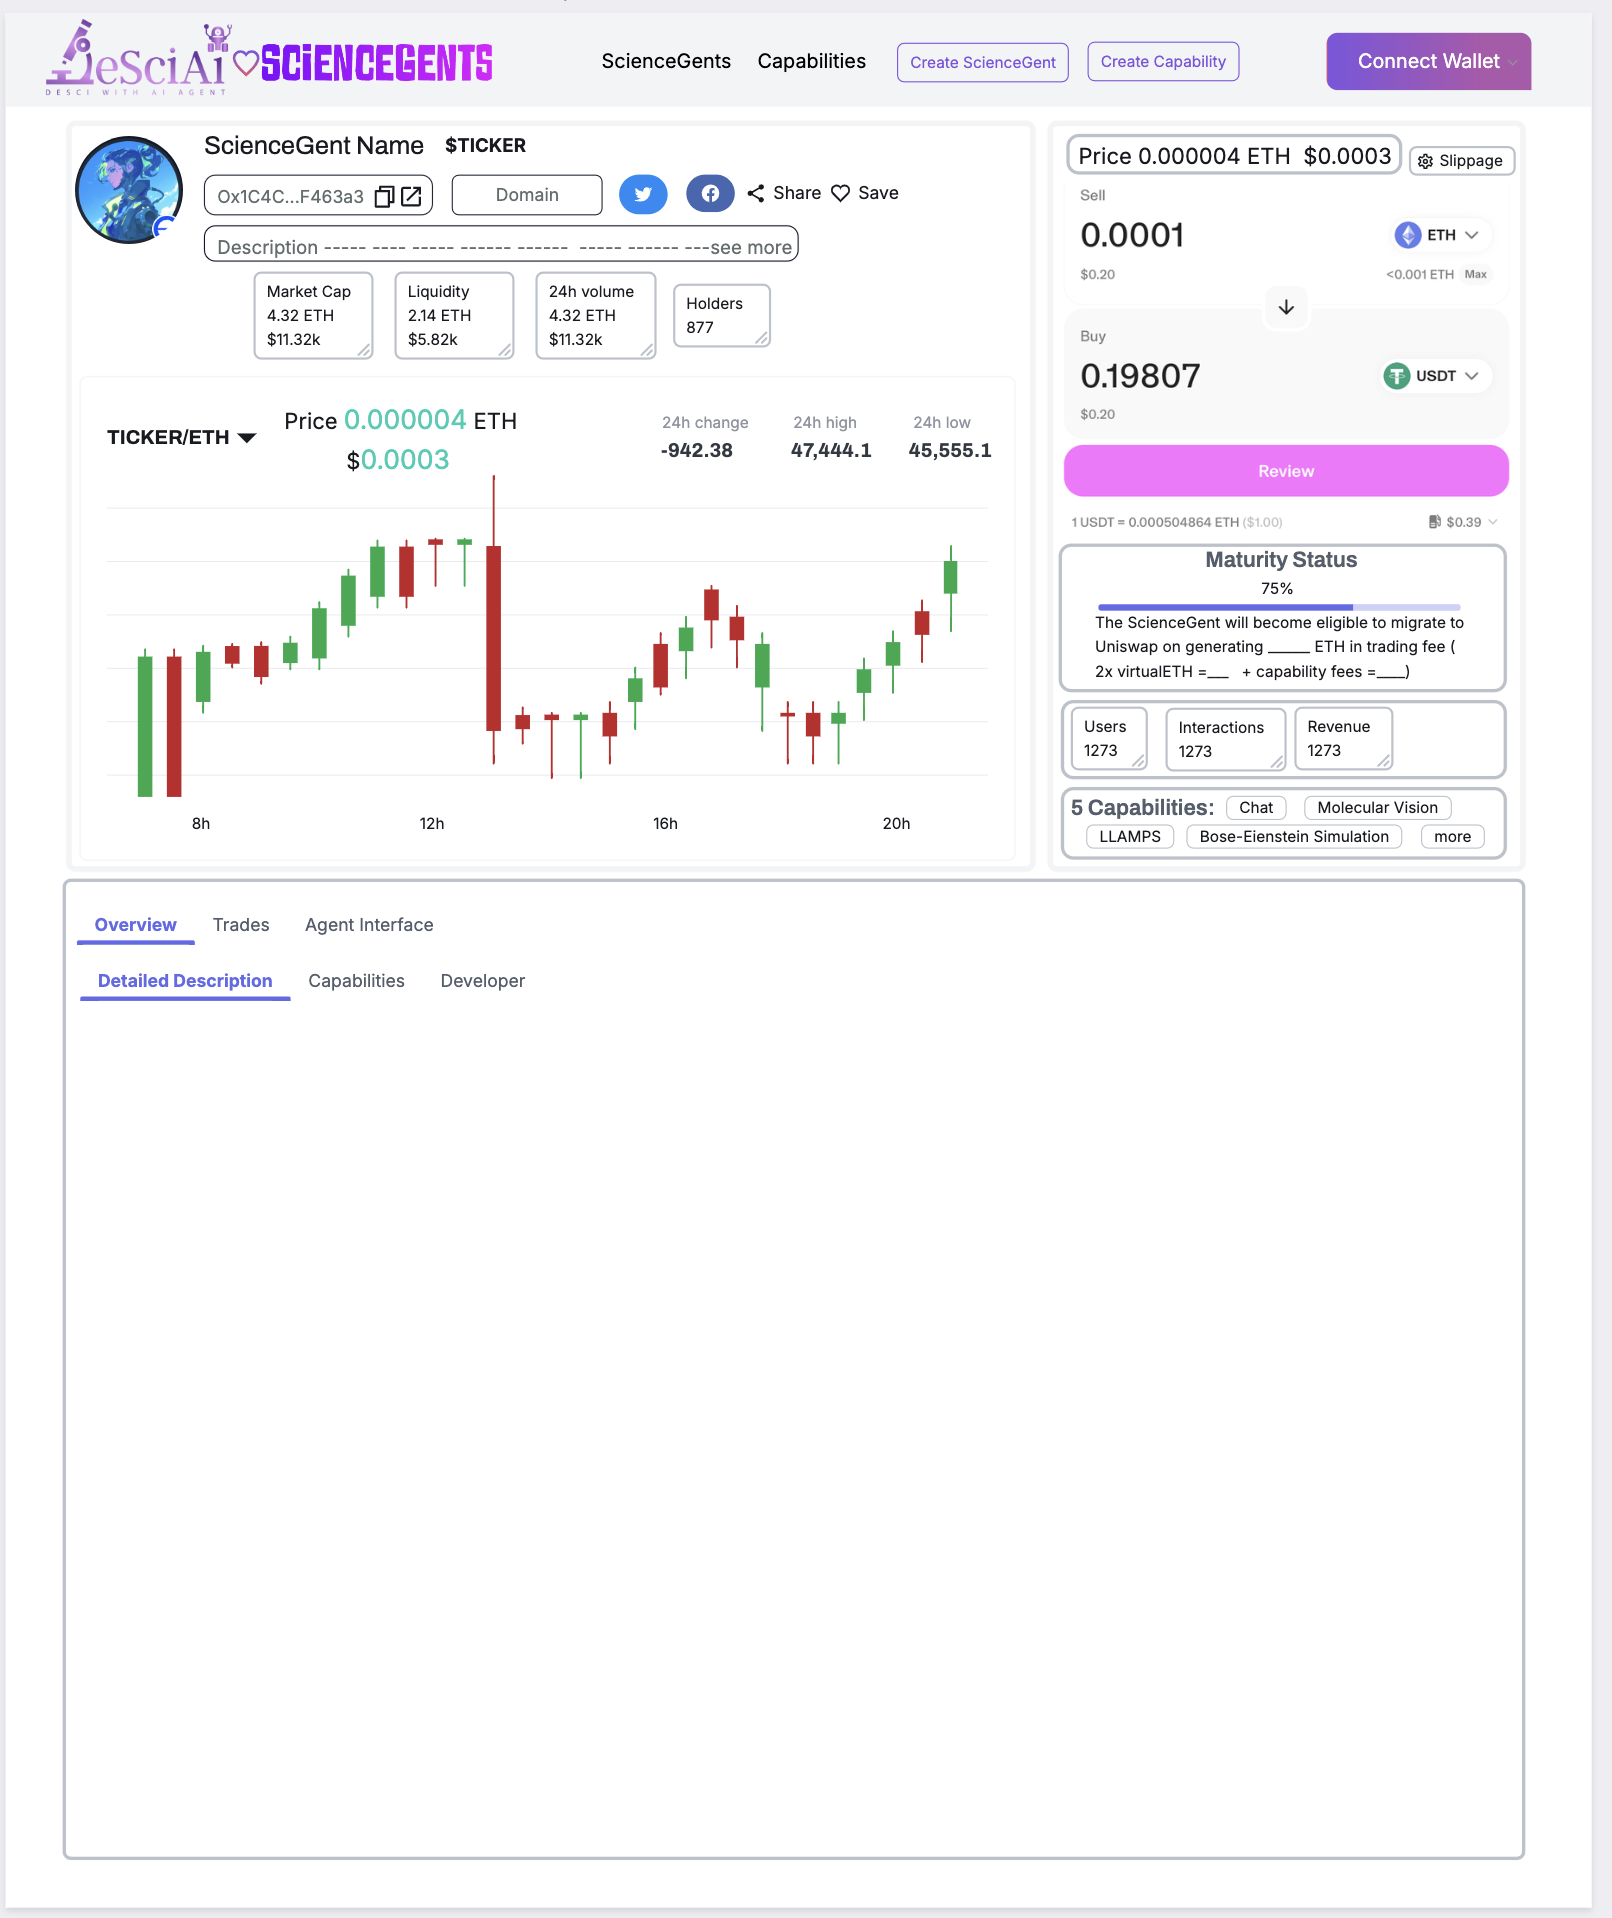 DeSciAi SCiENCEGENTS
DESCI WITH AI AGENT
ScienceGents Capabilities Create ScienceGent Create Capability Connect Wallet
ScienceGent Name $TICKER
Ox1C4C...F463a3 Domain Share Save
Description ----- ---- ----- ------ ------ ----- ------ ---see more
Market Cap
4.32 ETH
$11.32k
Liquidity
2.14 ETH
$5.82k
24h volume
4.32 ETH
$11.32k
Holders
877
TICKER/ETH
Price 0.000004 ETH
$0.0003
24h change
-942.38
24h high
47,444.1
24h low
45,555.1
8h 12h 16h 20h
Price 0.000004 ETH $0.0003
Slippage
Sell
0.0001 ETH
$0.20 <0.001 ETH Max
Buy
0.19807 USDT
$0.20
Review
1 USDT = 0.000504864 ETH ($1.00) $0.39
Maturity Status
75%
The ScienceGent will become eligible to migrate to
Uniswap on generating _____ ETH in trading fee (
2x virtualETH =___ + capability fees =____)
Users
1273
Interactions
1273
Revenue
1273
5 Capabilities: Chat Molecular Vision
LLAMPS Bose-Eienstein Simulation more
Overview Trades Agent Interface
Detailed Description Capabilities Developer